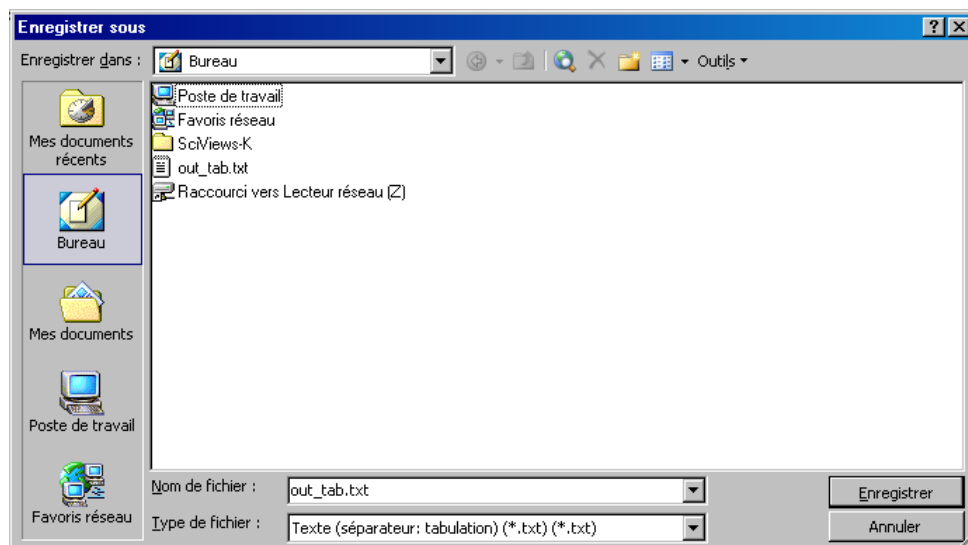 Enregistrer sous
Enregistrer dans :
Bureau
Outils
Mes documents récents
Bureau
Mes documents
Poste de travail
Favoris réseau
Poste de travail
Favoris réseau
SciViews-K
out_tab.txt
Raccourci vers Lecteur réseau (Z)
Nom de fichier :
out_tab.txt
Enregistrer
Type de fichier :
Texte (séparateur: tabulation) (*.txt) (*.txt)
Annuler